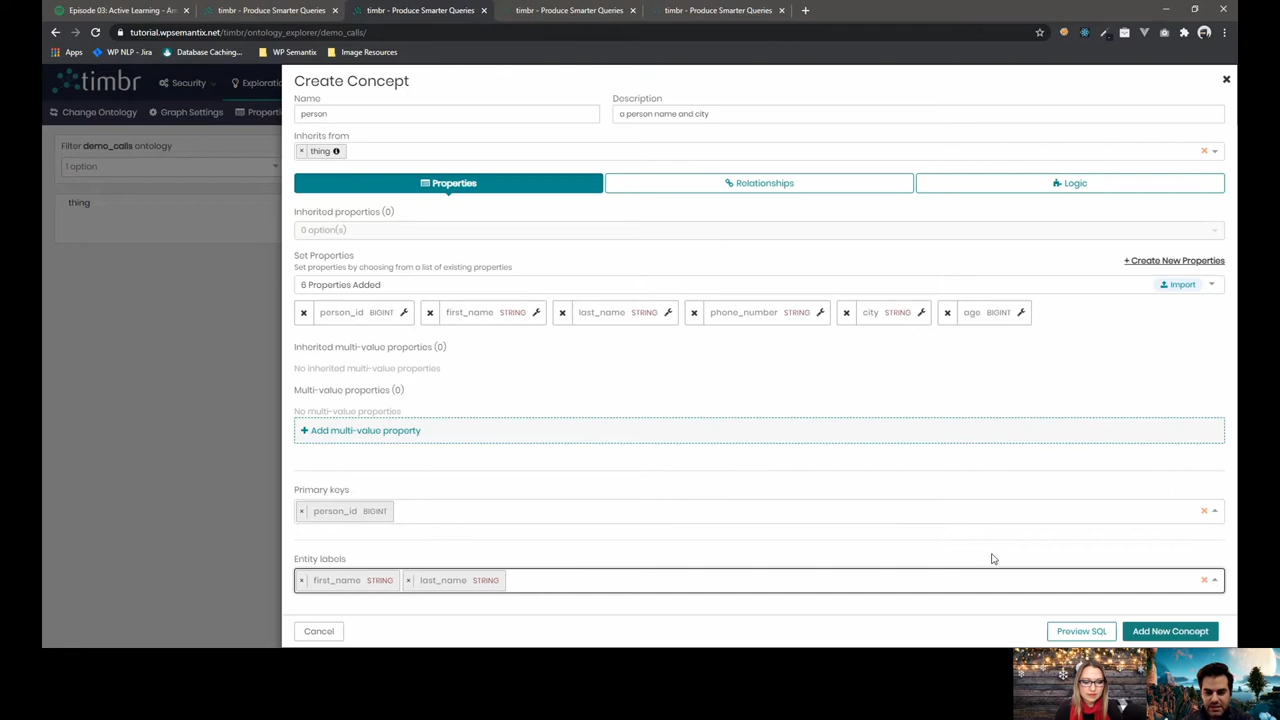 Episode 03: Active Learning - An
timbr - Produce Smarter Queries
timbr - Produce Smarter Queries
timbr - Produce Smarter Queries
timbr - Produce Smarter Queries
tutorial.wpsemantix.net/timbr/ontology_explorer/demo_calls/
Apps
WP NLP - Jira
Database Caching...
WP Semantix
Image Resources
timbr
Security
Exploratio
Change Ontology
Graph Settings
Properti
Filter demo_calls ontology
1 option
thing
Create Concept
Name
Description
person
a person name and city
Inherits from
× thing
Properties
Relationships
Logic
Inherited properties (0)
0 option(s)
Set Properties
Set properties by choosing from a list of existing properties
+ Create New Properties
6 Properties Added
Import
person_id BIGINT
first_name STRING
last_name STRING
phone_number STRING
city STRING
age BIGINT
Inherited multi-value properties (0)
No inherited multi-value properties
Multi-value properties (0)
No multi-value properties
+ Add multi-value property
Primary keys
× person_id BIGINT
Entity labels
× first_name STRING × last_name STRING
Cancel
Preview SQL
Add New Concept